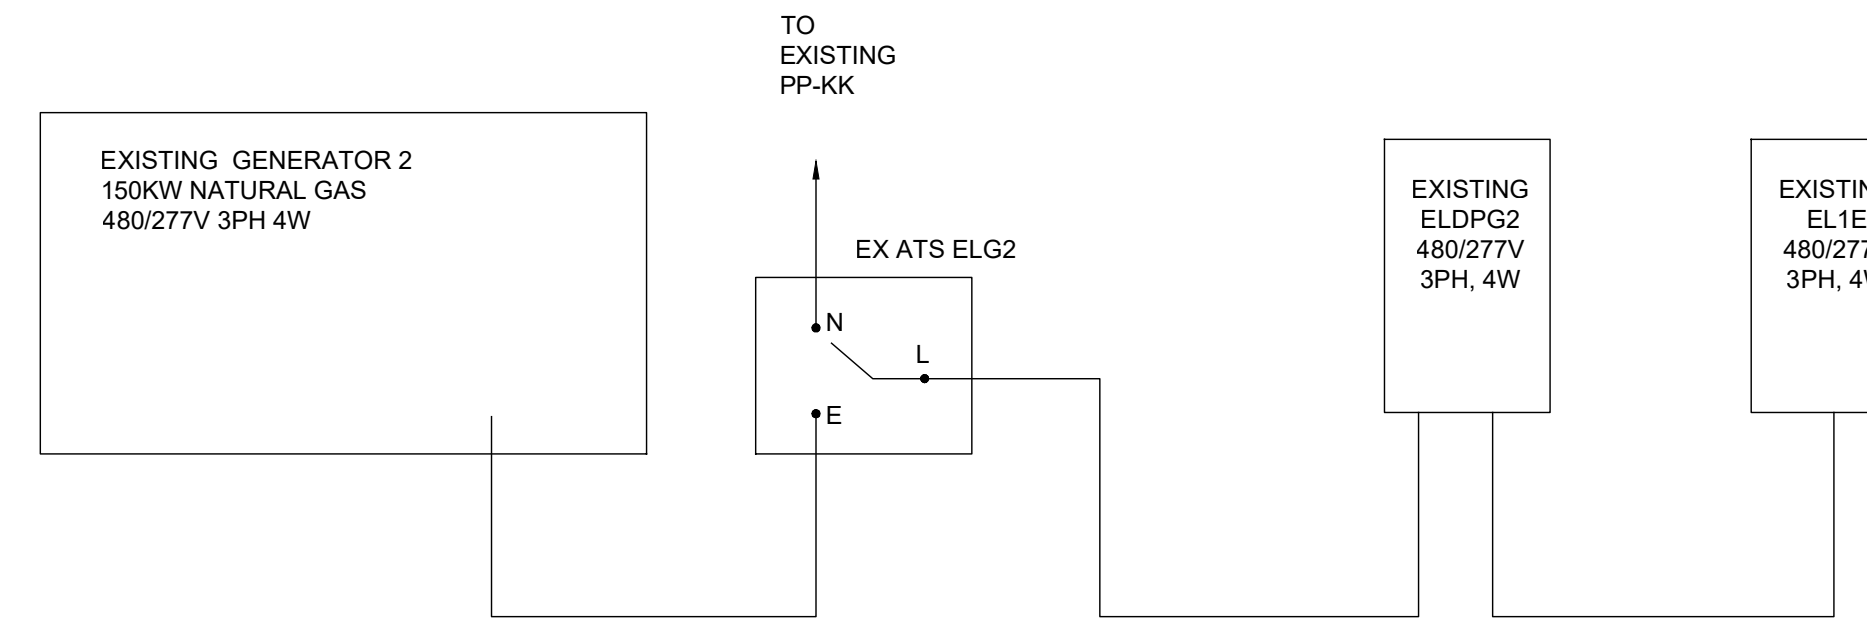 TO
EXISTING
PP-KK
EXISTING GENERATOR 2
150KW NATURAL GAS
480/277V 3PH 4W
EX ATS ELG2
N
L
E
EXISTING
ELDPG2
480/277V
3PH, 4W
3PH,